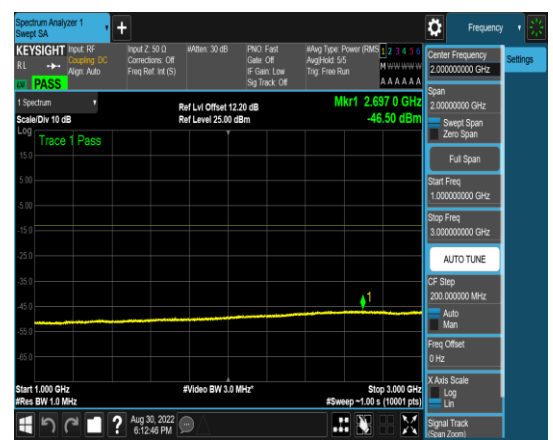 Spectrum Analyzer 1
Swept SA
Frequency
KEYSIGHT
RL
PASS
Input: RF
Coupling: DC
Align: Auto
Input Z: 50 Ω
Corrections: Off
Freq Ref: Int (S)
#Atten: 30 dB
PNO: Fast
Gate: Off
IF Gain: Low
Sig Track: Off
#Avg Type: Power (RMS
Avg|Hold: 5/5
Trig: Free Run
1 2 3 4 5 6
M W W W W W
A A A A A A
Settings
Center Frequency
2.000000000 GHz
Span
2.00000000 GHz
Swept Span
Zero Span
Full Span
Start Freq
1.000000000 GHz
Stop Freq
3.000000000 GHz
AUTO TUNE
CF Step
200.000000 MHz
Auto
Man
Freq Offset
0 Hz
X Axis Scale
Log
Lin
Signal Track
(Span Zoom)
1 Spectrum
Scale/Div 10 dB
Ref Lvl Offset 12.20 dB
Ref Level 25.00 dBm
Mkr1 2.697 0 GHz
-46.50 dBm
Log
Trace 1 Pass
15.0
5.00
-5.00
-15.0
-25.0
-35.0
-45.0
-55.0
-65.0
1
Start 1.000 GHz
#Res BW 1.0 MHz
#Video BW 3.0 MHz*
Stop 3.000 GHz
#Sweep ~1.00 s (10001 pts)
?
Aug 30, 2022
6:12:46 PM